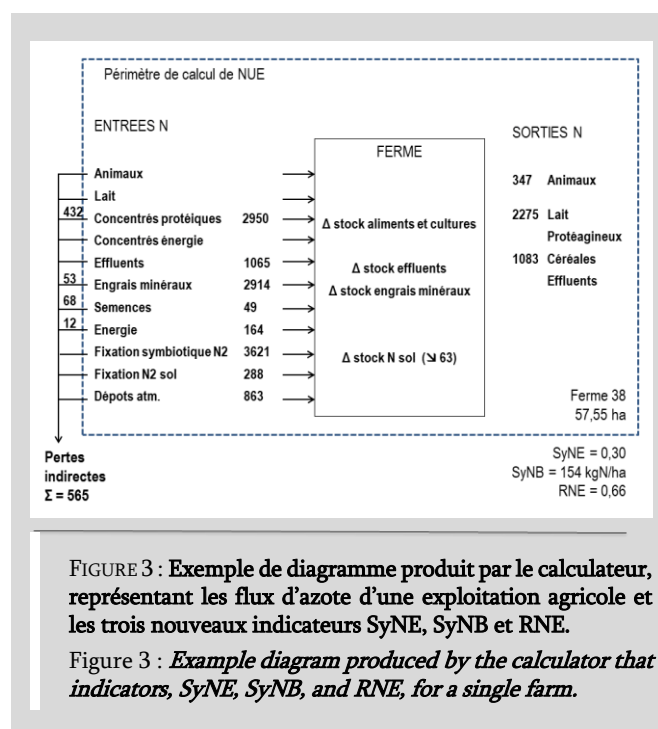 Périmètre de calcul de NUE
ENTREES N
Animaux
Lait
432 Concentrés protéiques 2950
Concentrés énergie
Effluents 1065
53 Engrais minéraux 2914
68 Semences 49
12 Energie 164
Fixation symbiotique N2 3621
Fixation N2 sol 288
Dépots atm. 863
Pertes
indirectes
Σ = 565
FERME
Δ stock aliments et cultures
Δ stock effluents
Δ stock engrais minéraux
Δ stock N sol (↘ 63)
SORTIES N
347 Animaux
2275 Lait
Protéagineux
1083 Céréales
Effluents
Ferme 38
57,55 ha
SyNE = 0,30
SyNB = 154 kgN/ha
RNE = 0,66
FIGURE 3 : Exemple de diagramme produit par le calculateur,
représentant les flux d'azote d'une exploitation agricole et
les trois nouveaux indicateurs SyNE, SyNB et RNE.
Figure 3 : Example diagram produced by the calculator that
indicators, SyNE, SyNB, and RNE, for a single farm.